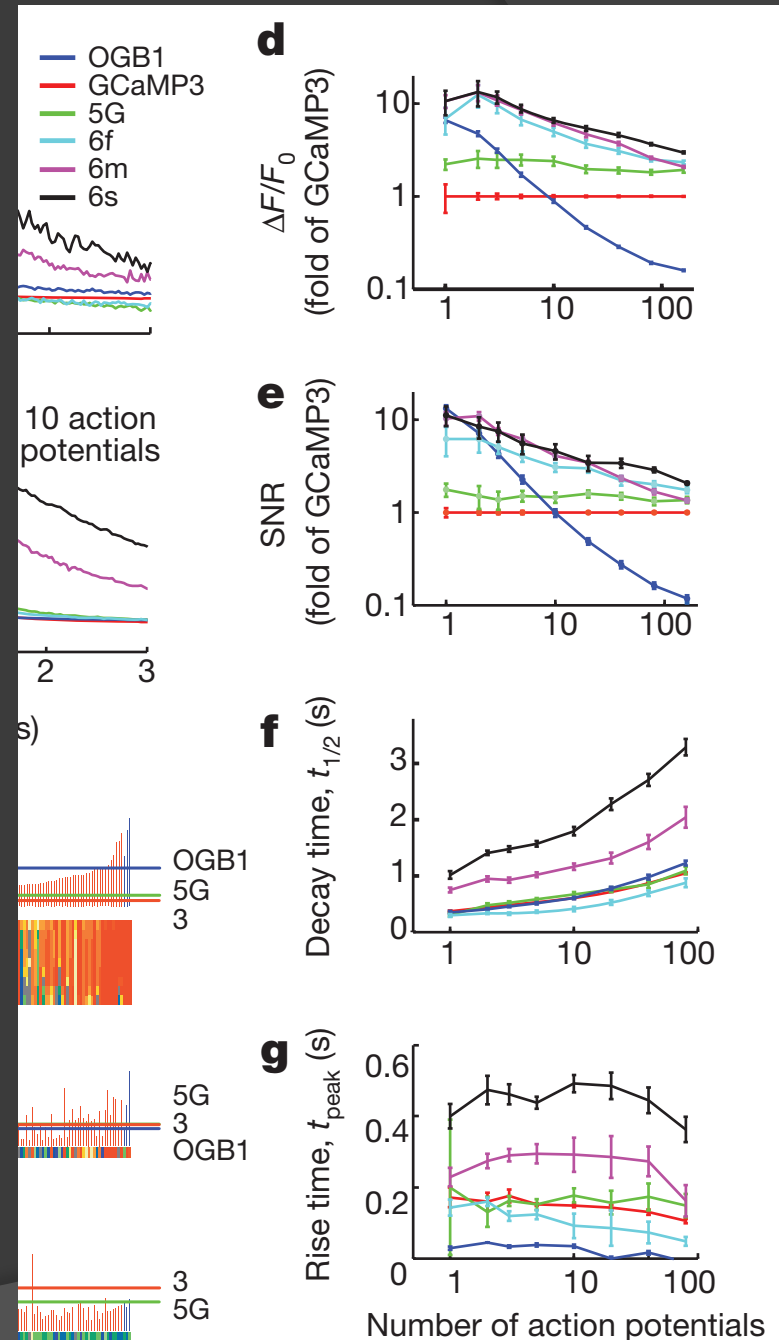 OGB1
GCaMP3
5G
6f
6m
6s
10 action
potentials
2 3
s)
OGB1
5G
3
5G
3
OGB1
3
5G
d
ΔF/F0
(fold of GCaMP3)
10
1
0.1
1 10 100
e
SNR
(fold of GCaMP3)
10
1
0.1
1 10 100
f
Decay time, t1/2 (s)
3
2
1
0
1 10 100
g
Rise time, tpeak (s)
0.6
0.4
0.2
0
1 10 100
Number of action potentials